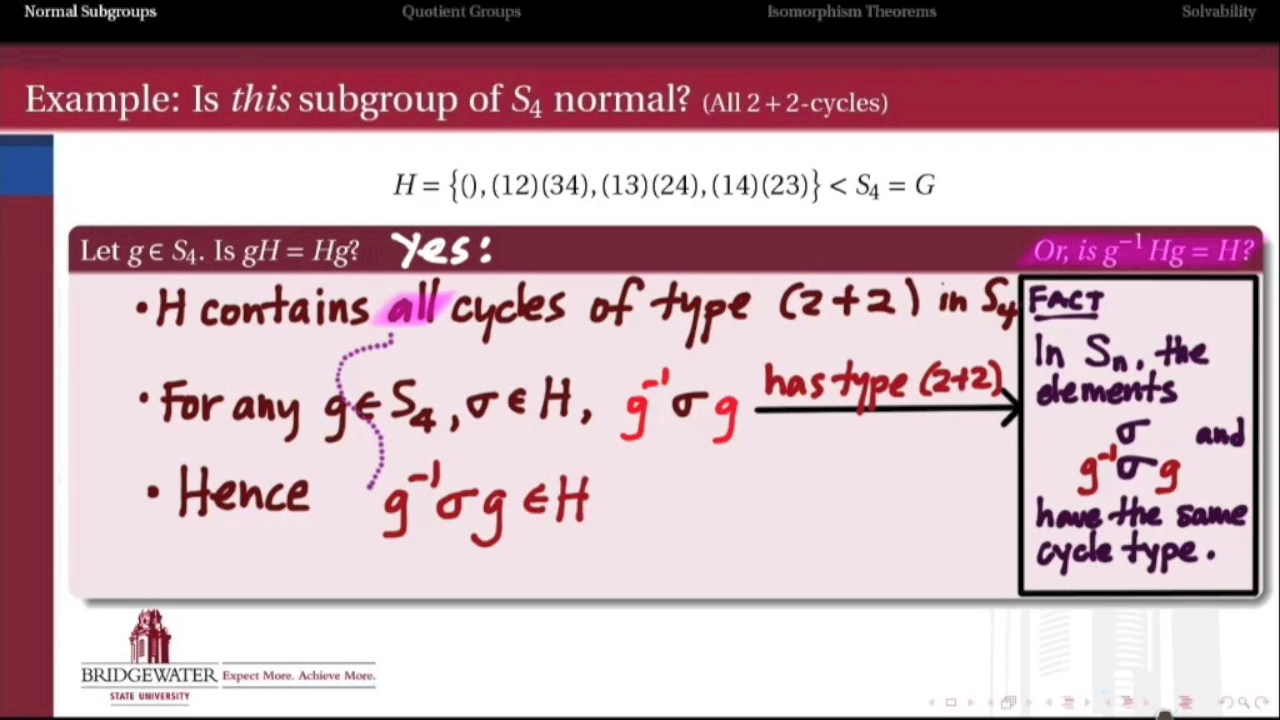 Normal Subgroups Quotient Groups Isomorphism Theorems Solvability
Example: Is this subgroup of S₄ normal? (All 2 + 2-cycles)
H = {(), (12)(34), (13)(24), (14)(23)} < S₄ = G
Let g ∈ S₄. Is gH = Hg? Yes:
Or, is g⁻¹Hg = H?
• H contains all cycles of type (2+2) in S₄
• For any g ∈ S₄, σ ∈ H, g⁻¹σg has type (2+2)
• Hence g⁻¹σg ∈ H
FACT
In Sₙ, the
elements
σ and
g⁻¹σg
have the same
cycle type.
BRIDGEWATER
STATE UNIVERSITY
Expect More. Achieve More.